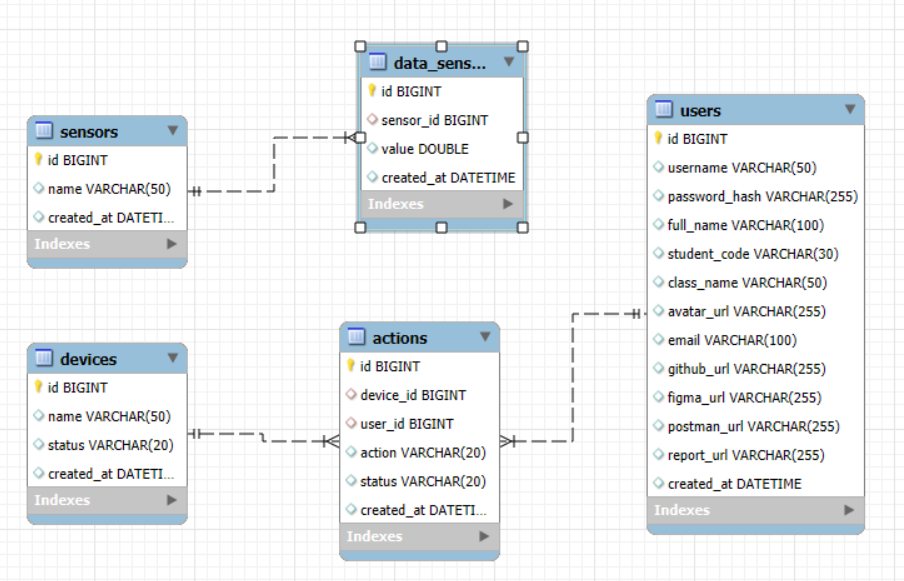 sensors
id BIGINT
name VARCHAR(50)
created_at DATETI...
Indexes
data_sens...
id BIGINT
sensor_id BIGINT
value DOUBLE
created_at DATETIME
Indexes
users
id BIGINT
username VARCHAR(50)
password_hash VARCHAR(255)
full_name VARCHAR(100)
student_code VARCHAR(30)
class_name VARCHAR(50)
avatar_url VARCHAR(255)
email VARCHAR(100)
github_url VARCHAR(255)
figma_url VARCHAR(255)
postman_url VARCHAR(255)
report_url VARCHAR(255)
created_at DATETIME
Indexes
devices
id BIGINT
name VARCHAR(50)
status VARCHAR(20)
created_at DATETI...
Indexes
actions
id BIGINT
device_id BIGINT
user_id BIGINT
action VARCHAR(20)
status VARCHAR(20)
created_at DATETI...
Indexes